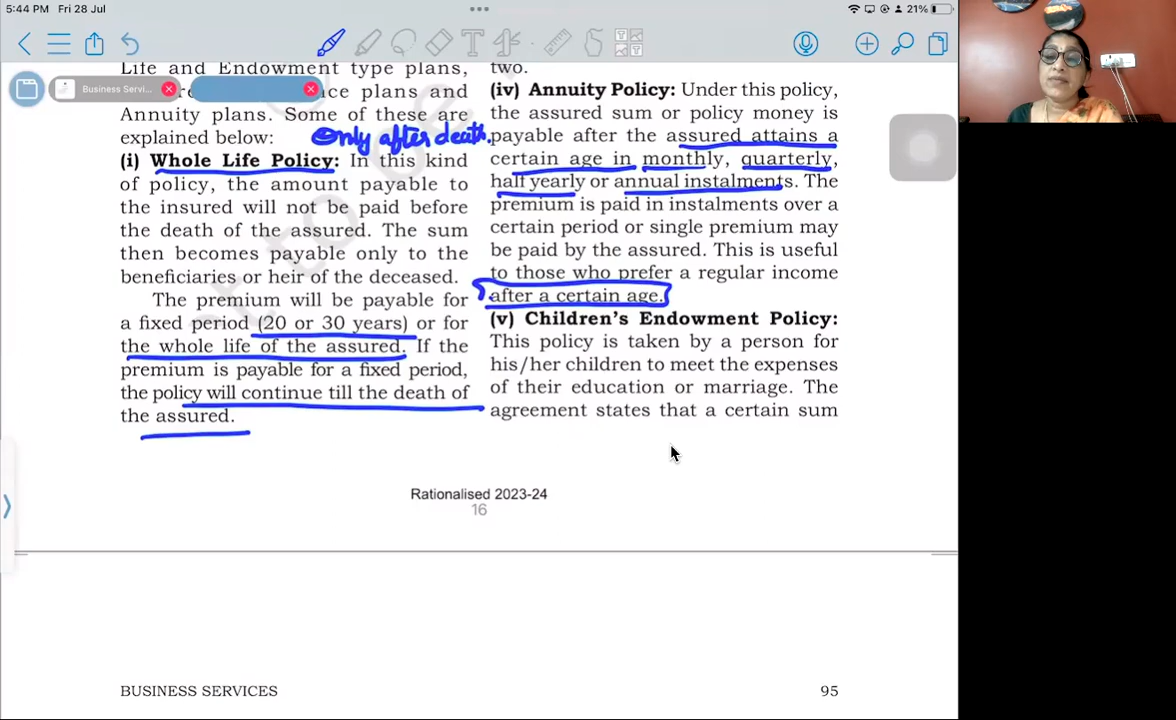 5:44 PM Fri 28 Jul
21%
Business Servi...
Life and Endowment type plans,
plans and
Annuity plans. Some of these are
explained below:
Only after death.
(i) Whole Life Policy: In this kind
of policy, the amount payable to
the insured will not be paid before
the death of the assured. The sum
then becomes payable only to the
beneficiaries or heir of the deceased.
The premium will be payable for
a fixed period (20 or 30 years) or for
the whole life of the assured. If the
premium is payable for a fixed period,
the policy will continue till the death of
the assured.
two.
(iv) Annuity Policy: Under this policy,
the assured sum or policy money is
payable after the assured attains a
certain age in monthly, quarterly,
half yearly or annual instalments. The
premium is paid in instalments over a
certain period or single premium may
be paid by the assured. This is useful
to those who prefer a regular income
after a certain age.
(v) Children's Endowment Policy:
This policy is taken by a person for
his/her children to meet the expenses
of their education or marriage. The
agreement states that a certain sum
Rationalised 2023-24
16
BUSINESS SERVICES
95